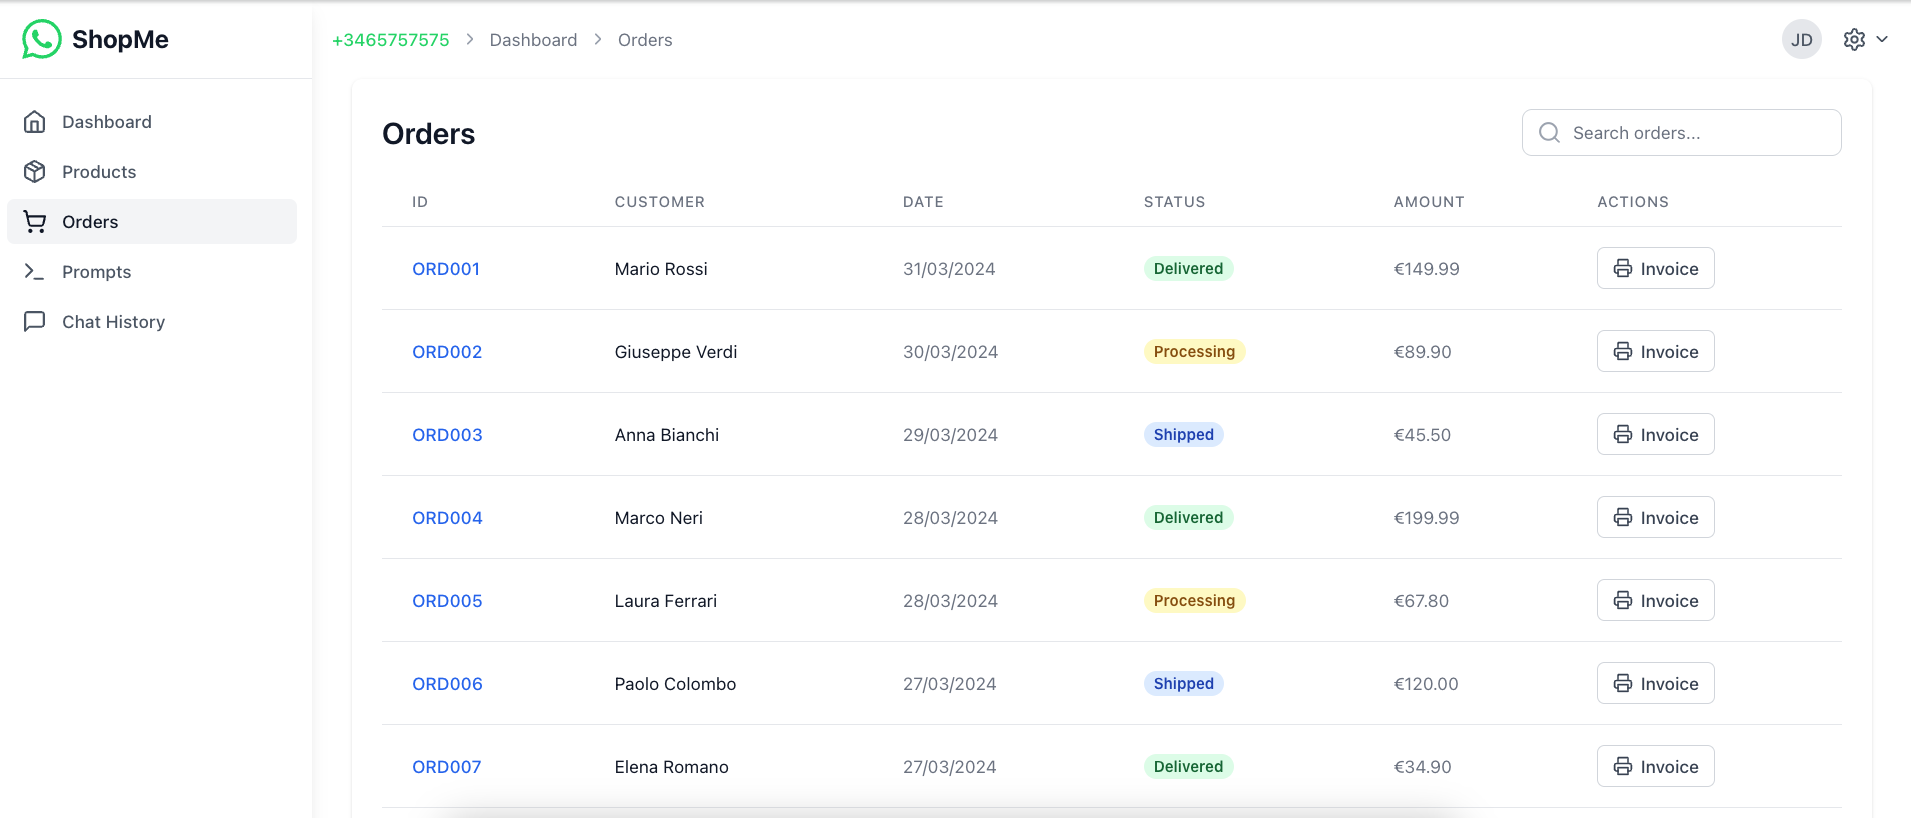 ShopMe
+3465757575 Dashboard Orders
JD
Dashboard
Products
Orders
Prompts
Chat History
Orders
Search orders...
ID CUSTOMER DATE STATUS AMOUNT ACTIONS
ORD001 Mario Rossi 31/03/2024 Delivered €149.99 Invoice
ORD002 Giuseppe Verdi 30/03/2024 Processing €89.90 Invoice
ORD003 Anna Bianchi 29/03/2024 Shipped €45.50 Invoice
ORD004 Marco Neri 28/03/2024 Delivered €199.99 Invoice
ORD005 Laura Ferrari 28/03/2024 Processing €67.80 Invoice
ORD006 Paolo Colombo 27/03/2024 Shipped €120.00 Invoice
ORD007 Elena Romano 27/03/2024 Delivered €34.90 Invoice